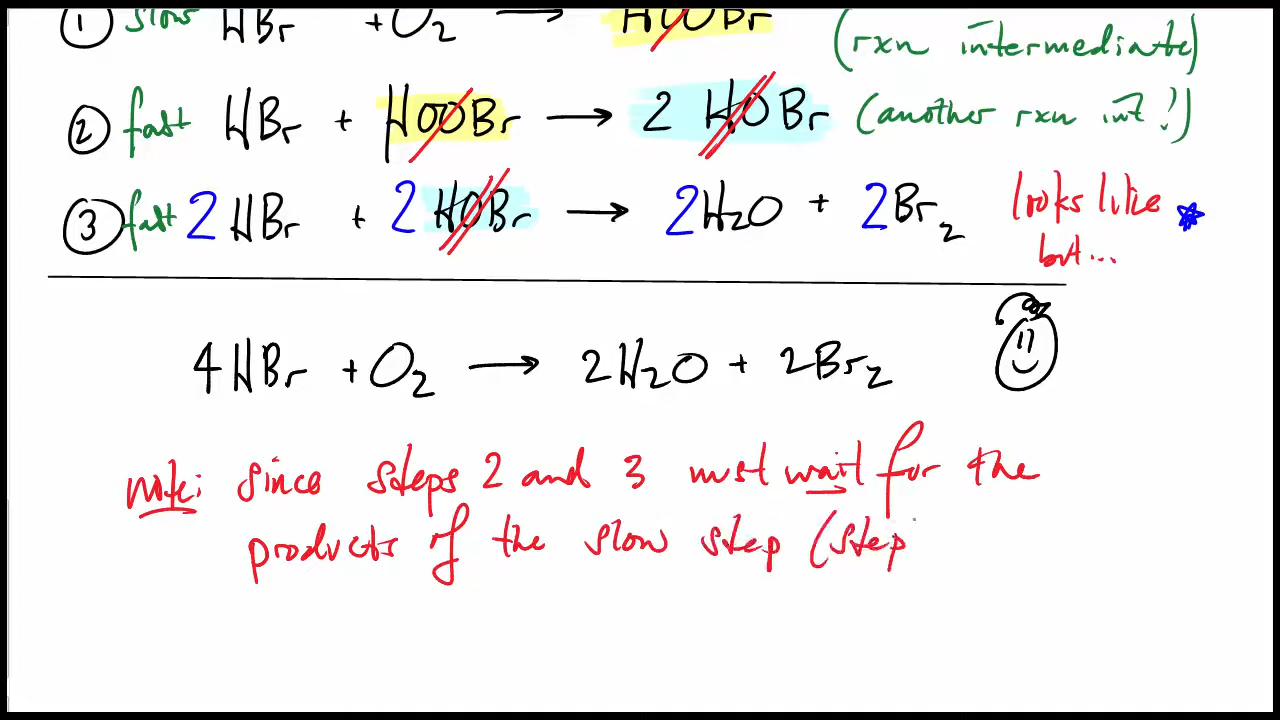 ① slow HBr + O₂ → HOOBr (rxn intermediate)
② fast HBr + HOOBr → 2 HOBr (another rxn int!)
③ fast 2 HBr + 2 HOBr → 2H₂O + 2Br₂ looks like *
but...
4HBr + O₂ → 2H₂O + 2Br₂
note: since steps 2 and 3 must wait for the
products of the slow step (step